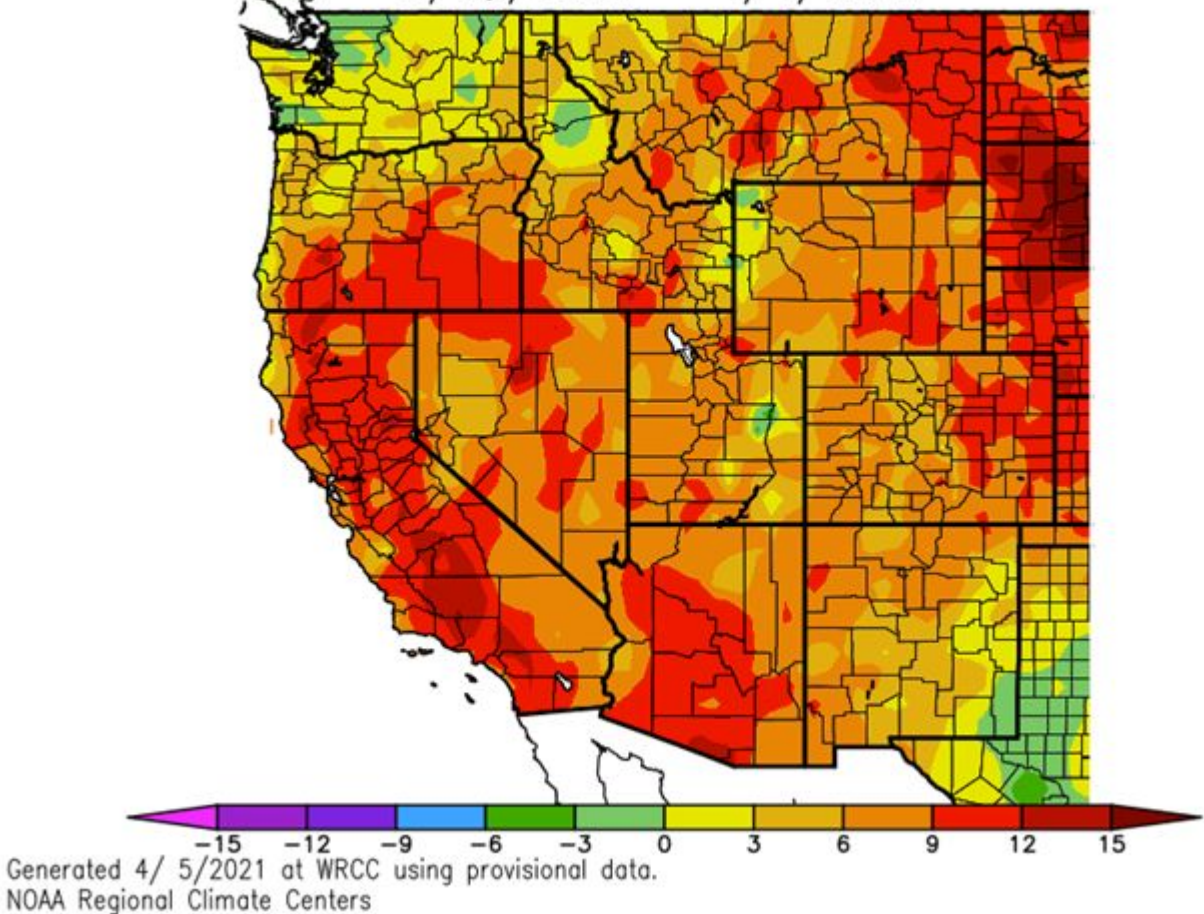 -15 -12 -9 -6 -3 0 3 6 9 12 15
Generated 4/ 5/2021 at WRCC using provisional data.
NOAA Regional Climate Centers